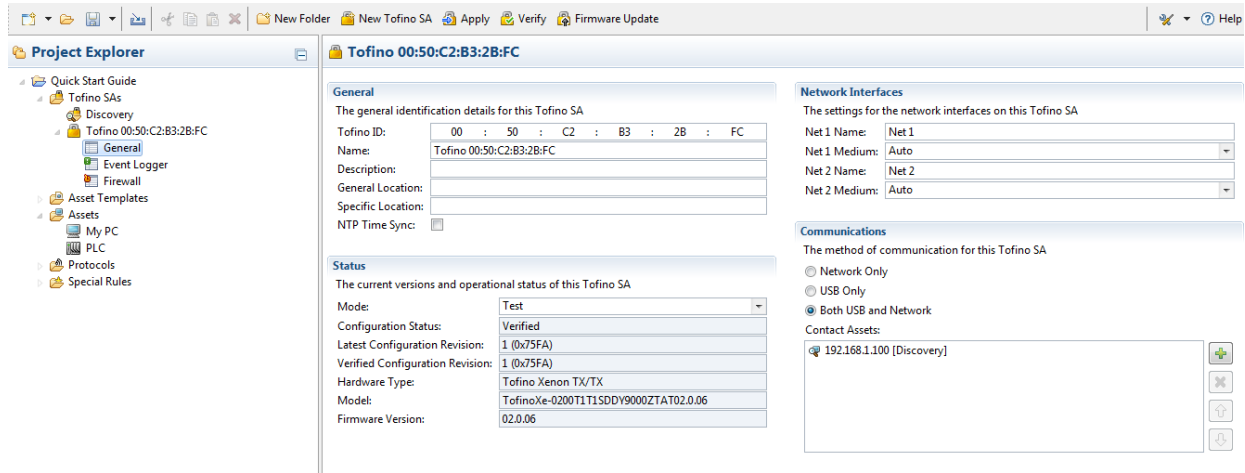 New Folder New Tofino SA Apply Verify Firmware Update Help
Project Explorer
Quick Start Guide
Tofino SAs
Discovery
Tofino 00:50:C2:B3:2B:FC
General
Event Logger
Firewall
Asset Templates
Assets
My PC
PLC
Protocols
Special Rules
Tofino 00:50:C2:B3:2B:FC
General
The general identification details for this Tofino SA
Tofino ID: 00 : 50 : C2 : B3 : 2B : FC
Name: Tofino 00:50:C2:B3:2B:FC
Description:
General Location:
Specific Location:
NTP Time Sync:
Status
The current versions and operational status of this Tofino SA
Mode: Test
Configuration Status: Verified
Latest Configuration Revision: 1 (0x75FA)
Verified Configuration Revision: 1 (0x75FA)
Hardware Type: Tofino Xenon TX/TX
Model: TofinoXe-0200T1T1SDDY9000ZTAT02.0.06
Firmware Version: 02.0.06
Network Interfaces
The settings for the network interfaces on this Tofino SA
Net 1 Name: Net 1
Net 1 Medium: Auto
Net 2 Name: Net 2
Net 2 Medium: Auto
Communications
The method of communication for this Tofino SA
Network Only
USB Only
Both USB and Network
Contact Assets:
192.168.1.100 [Discovery]